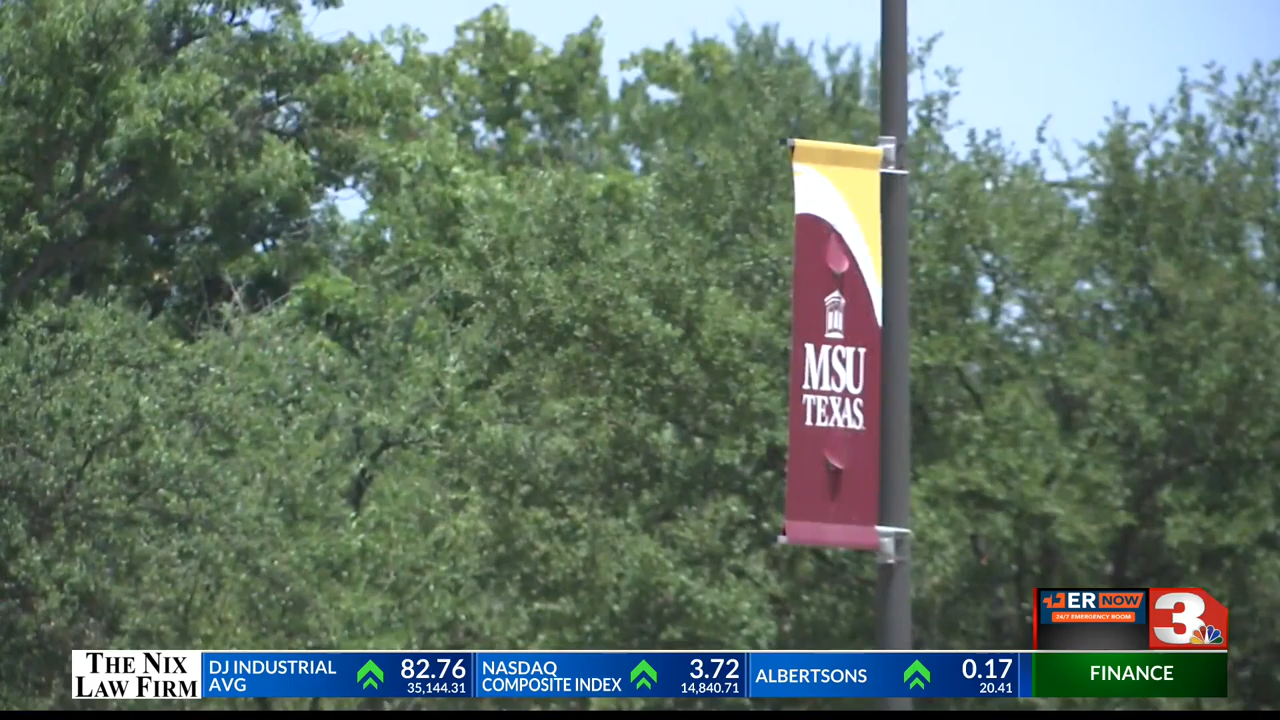 MSU
TEXAS
ER NOW
24/7 EMERGENCY ROOM
3
THE NIX
LAW FIRM
DJ INDUSTRIAL
AVG
82.76
35,144.31
NASDAQ
COMPOSITE INDEX
3.72
14,840.71
ALBERTSONS
0.17
20.41
FINANCE